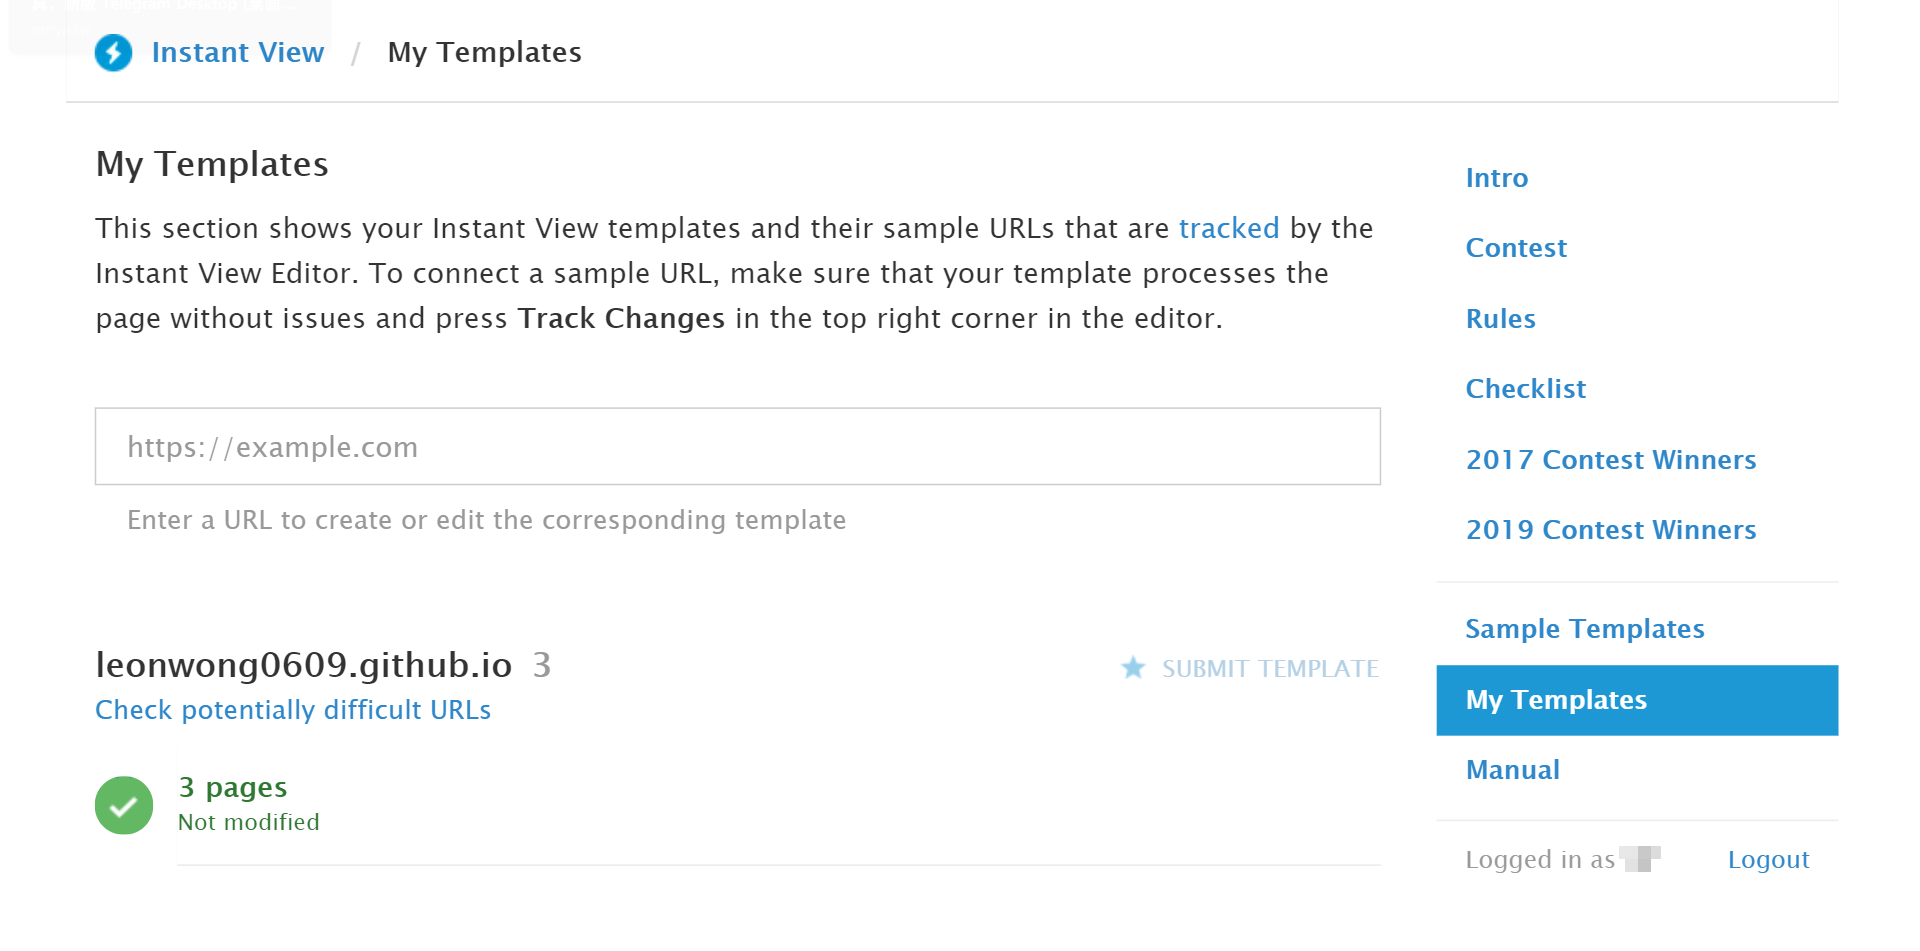 Telegram Desktop
Instant View / My Templates
My Templates
This section shows your Instant View templates and their sample URLs that are tracked by the
Instant View Editor. To connect a sample URL, make sure that your template processes the
page without issues and press Track Changes in the top right corner in the editor.
https://example.com
Enter a URL to create or edit the corresponding template
leonwong0609.github.io 3
SUBMIT TEMPLATE
Check potentially difficult URLs
3 pages
Not modified
Intro
Contest
Rules
Checklist
2017 Contest Winners
2019 Contest Winners
Sample Templates
My Templates
Manual
Logged in as
Logout